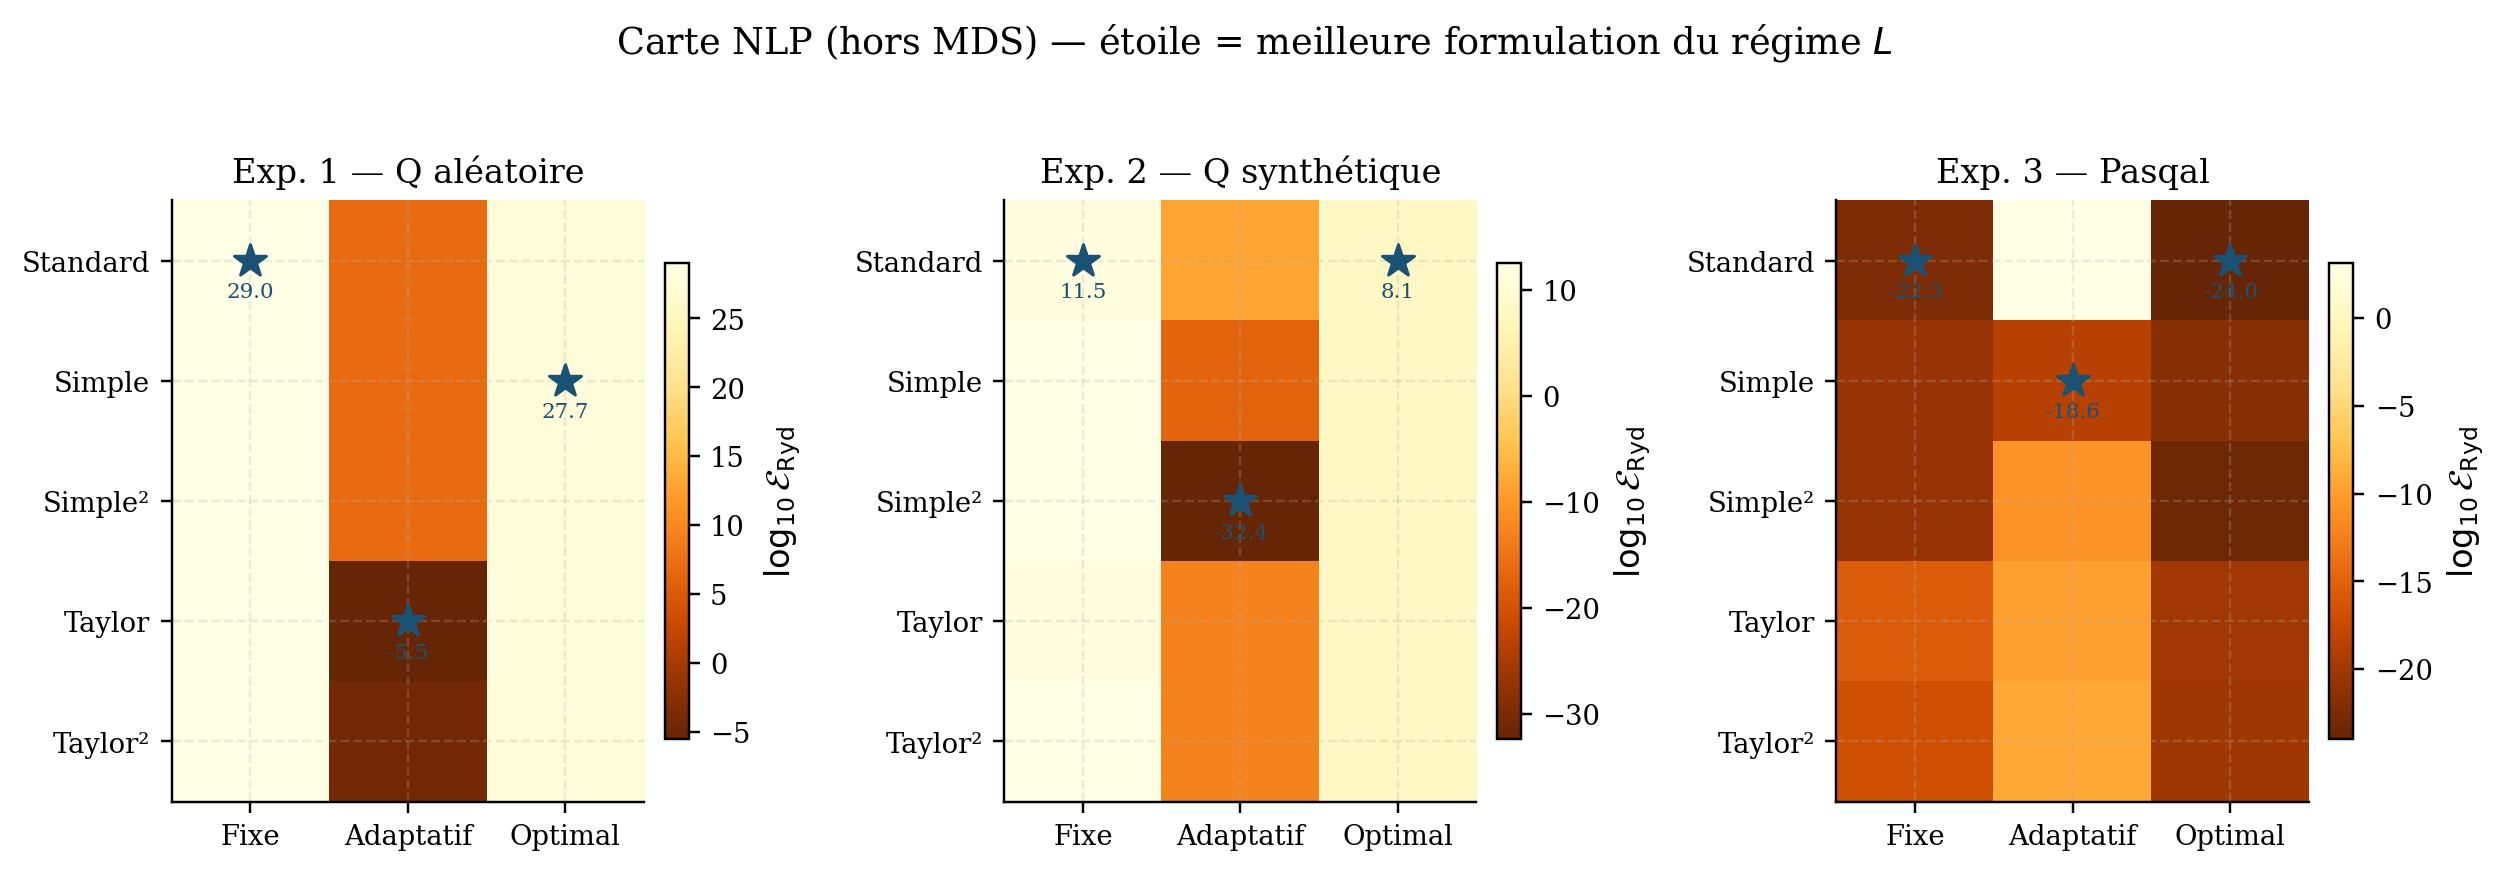 Carte NLP (hors MDS) — étoile = meilleure formulation du régime L
Exp. 1 — Q aléatoire
Standard
Simple
Simple²
Taylor
Taylor²
29.0
27.7
-5.5
Fixe
Adaptatif
Optimal
25
20
15
10
5
0
−5
log₁₀ ℰRyd
Exp. 2 — Q synthétique
Standard
Simple
Simple²
Taylor
Taylor²
11.5
8.1
-32.4
Fixe
Adaptatif
Optimal
10
0
−10
−20
−30
log₁₀ ℰRyd
Exp. 3 — Pasqal
Standard
Simple
Simple²
Taylor
Taylor²
-22.3
-24.0
-18.6
Fixe
Adaptatif
Optimal
0
−5
−10
−15
−20
log₁₀ ℰRyd